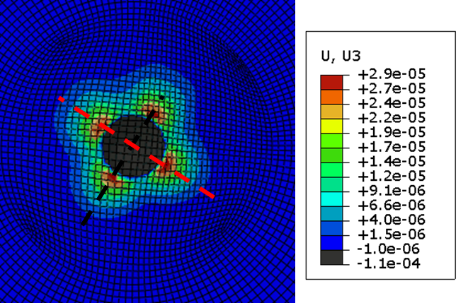 U, U3
+2.9e-05
+2.7e-05
+2.4e-05
+2.2e-05
+1.9e-05
+1.7e-05
+1.4e-05
+1.2e-05
+9.1e-06
+6.6e-06
+4.0e-06
+1.5e-06
-1.0e-06
-1.1e-04